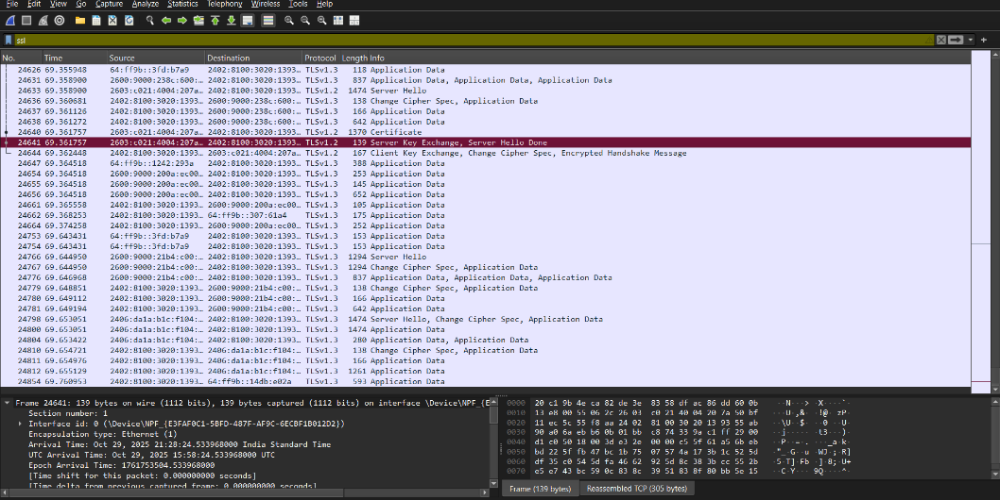 File Edit View Go Capture Analyze Statistics Telephony Wireless Tools Help
ssl
No. Time Source Destination Protocol Length Info
24626 69.355948 64:ff9b::3fd:b7a9 2402:8100:3020:1393… TLSv1.3 118 Application Data
24631 69.358900 2600:9000:238c:600:… 2402:8100:3020:1393… TLSv1.3 837 Application Data, Application Data, Application Data
24633 69.358900 2603:c021:4004:207a… 2402:8100:3020:1393… TLSv1.2 1474 Server Hello
24636 69.360681 2402:8100:3020:1393… 2600:9000:238c:600:… TLSv1.3 138 Change Cipher Spec, Application Data
24637 69.361126 2402:8100:3020:1393… 2600:9000:238c:600:… TLSv1.3 166 Application Data
24638 69.361272 2402:8100:3020:1393… 2600:9000:238c:600:… TLSv1.3 642 Application Data
24640 69.361757 2603:c021:4004:207a… 2402:8100:3020:1393… TLSv1.2 1370 Certificate
24641 69.361757 2603:c021:4004:207a… 2402:8100:3020:1393… TLSv1.2 139 Server Key Exchange, Server Hello Done
24644 69.362448 2402:8100:3020:1393… 2603:c021:4004:207a… TLSv1.2 167 Client Key Exchange, Change Cipher Spec, Encrypted Handshake Message
24647 69.364518 64:ff9b::1242:293a 2402:8100:3020:1393… TLSv1.3 388 Application Data
24654 69.364518 2600:9000:200a:ec00… 2402:8100:3020:1393… TLSv1.3 253 Application Data
24655 69.364518 2600:9000:200a:ec00… 2402:8100:3020:1393… TLSv1.3 145 Application Data
24656 69.364518 2600:9000:200a:ec00… 2402:8100:3020:1393… TLSv1.3 652 Application Data
24661 69.365558 2402:8100:3020:1393… 2600:9000:200a:ec00… TLSv1.3 105 Application Data
24662 69.368253 2402:8100:3020:1393… 64:ff9b::307:61a4 TLSv1.3 175 Application Data
24664 69.374258 2402:8100:3020:1393… 2600:9000:200a:ec00… TLSv1.3 252 Application Data
24753 69.643431 64:ff9b::3fd:b7a9 2402:8100:3020:1393… TLSv1.3 153 Application Data
24754 69.643431 64:ff9b::3fd:b7a9 2402:8100:3020:1393… TLSv1.3 153 Application Data
24766 69.644950 2600:9000:21b4:c00:… 2402:8100:3020:1393… TLSv1.3 1294 Server Hello
24767 69.644950 2600:9000:21b4:c00:… 2402:8100:3020:1393… TLSv1.3 1294 Change Cipher Spec, Application Data
24776 69.646968 2600:9000:21b4:c00:… 2402:8100:3020:1393… TLSv1.3 837 Application Data, Application Data, Application Data
24779 69.648851 2402:8100:3020:1393… 2600:9000:21b4:c00:… TLSv1.3 138 Change Cipher Spec, Application Data
24780 69.649112 2402:8100:3020:1393… 2600:9000:21b4:c00:… TLSv1.3 166 Application Data
24781 69.649194 2402:8100:3020:1393… 2600:9000:21b4:c00:… TLSv1.3 642 Application Data
24798 69.653051 2406:da1a:b1c:f104:… 2402:8100:3020:1393… TLSv1.3 1474 Server Hello, Change Cipher Spec, Application Data
24800 69.653051 2406:da1a:b1c:f104:… 2402:8100:3020:1393… TLSv1.3 1474 Application Data
24804 69.653422 2406:da1a:b1c:f104:… 2402:8100:3020:1393… TLSv1.3 280 Application Data, Application Data
24810 69.654721 2402:8100:3020:1393… 2406:da1a:b1c:f104:… TLSv1.3 138 Change Cipher Spec, Application Data
24811 69.654976 2402:8100:3020:1393… 2406:da1a:b1c:f104:… TLSv1.3 166 Application Data
24812 69.655129 2402:8100:3020:1393… 2406:da1a:b1c:f104:… TLSv1.3 1261 Application Data
24854 69.760953 2402:8100:3020:1393… 64:ff9b::14db:e02a TLSv1.3 593 Application Data
Frame 24641: 139 bytes on wire (1112 bits), 139 bytes captured (1112 bits) on interface \Device\NPF_{E3
Section number: 1
Interface id: 0 (\Device\NPF_{E3FAF0C1-5BFD-487F-AF9C-6ECBF1B012D2})
Encapsulation type: Ethernet (1)
Arrival Time: Oct 29, 2025 21:28:24.533968000 India Standard Time
UTC Arrival Time: Oct 29, 2025 15:58:24.533968000 UTC
Epoch Arrival Time: 1761753504.533968000
[Time shift for this packet: 0.000000000 seconds]
[Time delta from previous captured frame: 0.000000000 seconds]
0000 20 c1 9b 4e ca 82 de 3e 83 58 df ac 86 dd 60 0b
0010 13 e8 00 55 06 2c 26 03 c0 21 40 04 20 7a 50 bf
0020 11 ec 5c 55 f8 aa 24 02 81 00 30 20 13 93 55 ab
0030 90 a0 6a eb b6 0b 01 bb c8 74 33 9a c1 ff 29 00
0040 d1 c0 50 18 00 3d e3 2e 00 00 c5 5f 61 a5 6b eb
0050 bd 22 5f fb 47 bc 1b 75 07 57 4a 17 3b 1c 52 5d
0060 df 35 c0 54 5d fa 46 62 92 5d 8c 38 3b cc 55 2b
0070 e5 e7 43 bc 59 0c 83 8c 39 51 83 8f 80 bb 5e 15
Frame (139 bytes) Reassembled TCP (305 bytes)